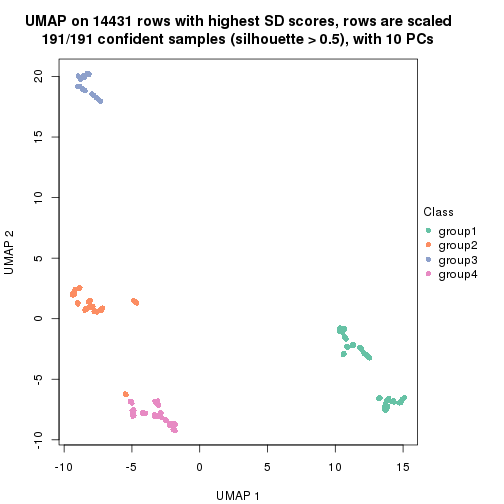 UMAP on 14431 rows with highest SD scores, rows are scaled
191/191 confident samples (silhouette > 0.5), with 10 PCs
20
15
10
5
0
-5
-10
UMAP 2
-10
-5
0
5
10
15
UMAP 1
Class
group1
group2
group3
group4